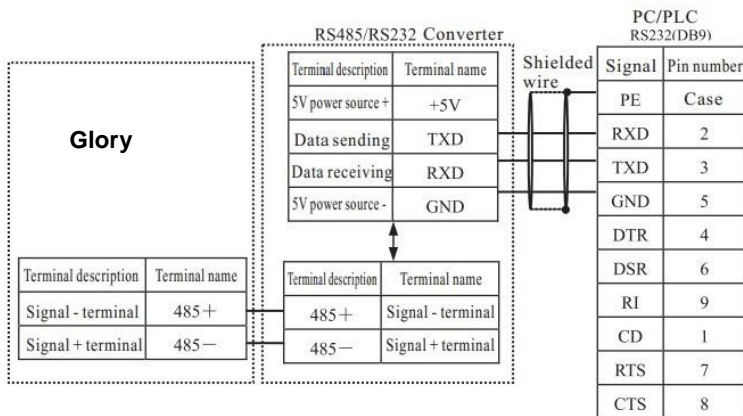 PC/PLC
RS232(DB9)
RS485/RS232 Converter
Shielded
wire
Glory
Terminal description Terminal name
5V power source + +5V
Data sending TXD
Data receiving RXD
5V power source - GND
Signal Pin number
PE Case
RXD 2
TXD 3
GND 5
DTR 4
DSR 6
RI 9
CD 1
RTS 7
CTS 8
Terminal description Terminal name
Signal - terminal 485+
Signal + terminal 485-
Terminal description Terminal name
485+ Signal - terminal
485- Signal + terminal